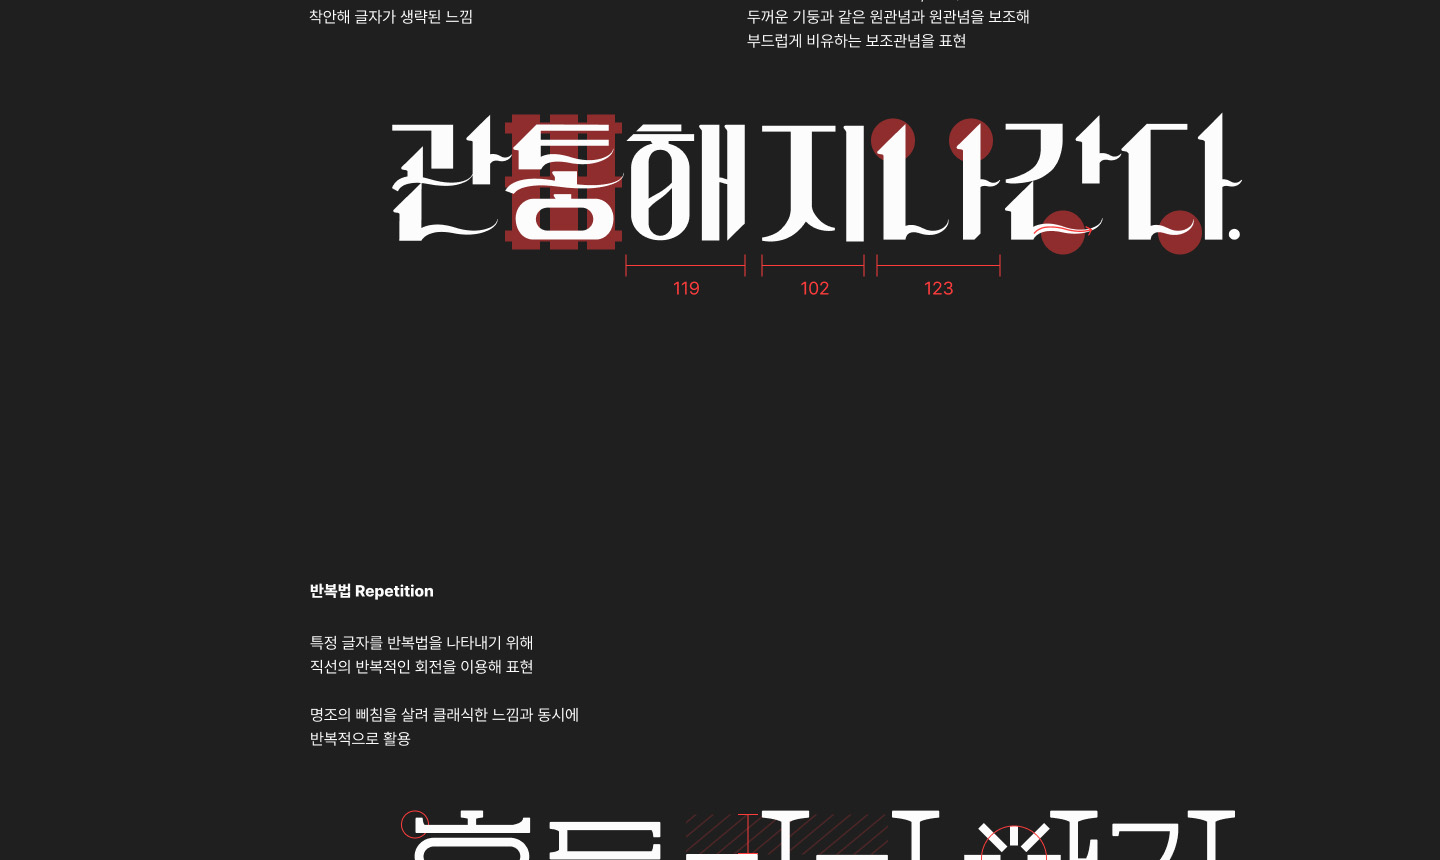 착안해 글자가 생략된 느낌
두꺼운 기둥과 같은 원관념과 원관념을 보조해
부드럽게 비유하는 보조관념을 표현
관통해지나간다.
119 102 123
반복법 Repetition
특정 글자를 반복법을 나타내기 위해
직선의 반복적인 회전을 이용해 표현
명조의 삐침을 살려 클래식한 느낌과 동시에
반복적으로 활용